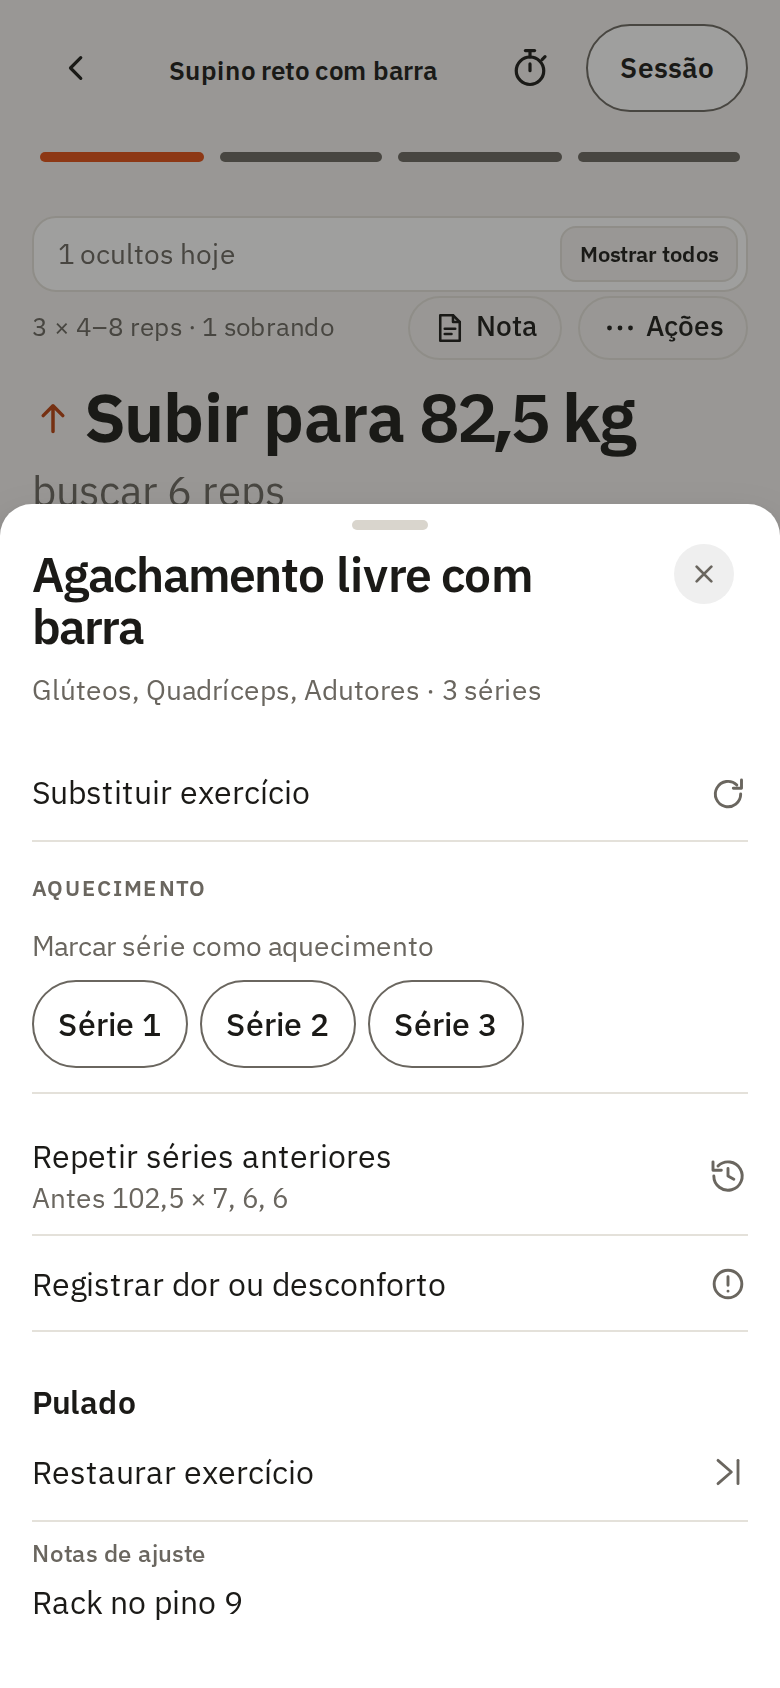 Supino reto com barra
Sessão
1 ocultos hoje
Mostrar todos
3 × 4–8 reps · 1 sobrando
Nota
Ações
↑ Subir para 82,5 kg
buscar 6 reps
Agachamento livre com
barra
Glúteos, Quadríceps, Adutores · 3 séries
Substituir exercício
AQUECIMENTO
Marcar série como aquecimento
Série 1
Série 2
Série 3
Repetir séries anteriores
Antes 102,5 × 7, 6, 6
Registrar dor ou desconforto
Pulado
Restaurar exercício
Notas de ajuste
Rack no pino 9